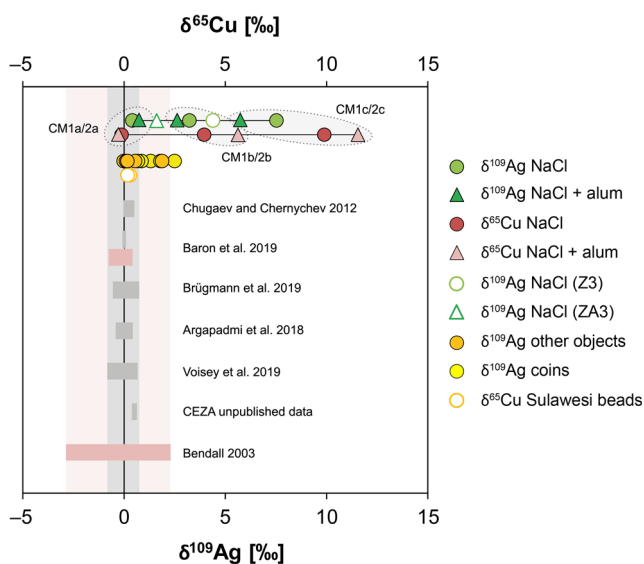 δ⁶⁵Cu [‰]
−5 0 5 10 15
CM1c/2c
CM1a/2a
CM1b/2b
Chugaev and Chernychev 2012
Baron et al. 2019
Brügmann et al. 2019
Argapadmi et al. 2018
Voisey et al. 2019
CEZA unpublished data
Bendall 2003
−5 0 5 10 15
δ¹⁰⁹Ag [‰]
δ¹⁰⁹Ag NaCl
δ¹⁰⁹Ag NaCl + alum
δ⁶⁵Cu NaCl
δ⁶⁵Cu NaCl + alum
δ¹⁰⁹Ag NaCl (Z3)
δ¹⁰⁹Ag NaCl (ZA3)
δ¹⁰⁹Ag other objects
δ¹⁰⁹Ag coins
δ⁶⁵Cu Sulawesi beads